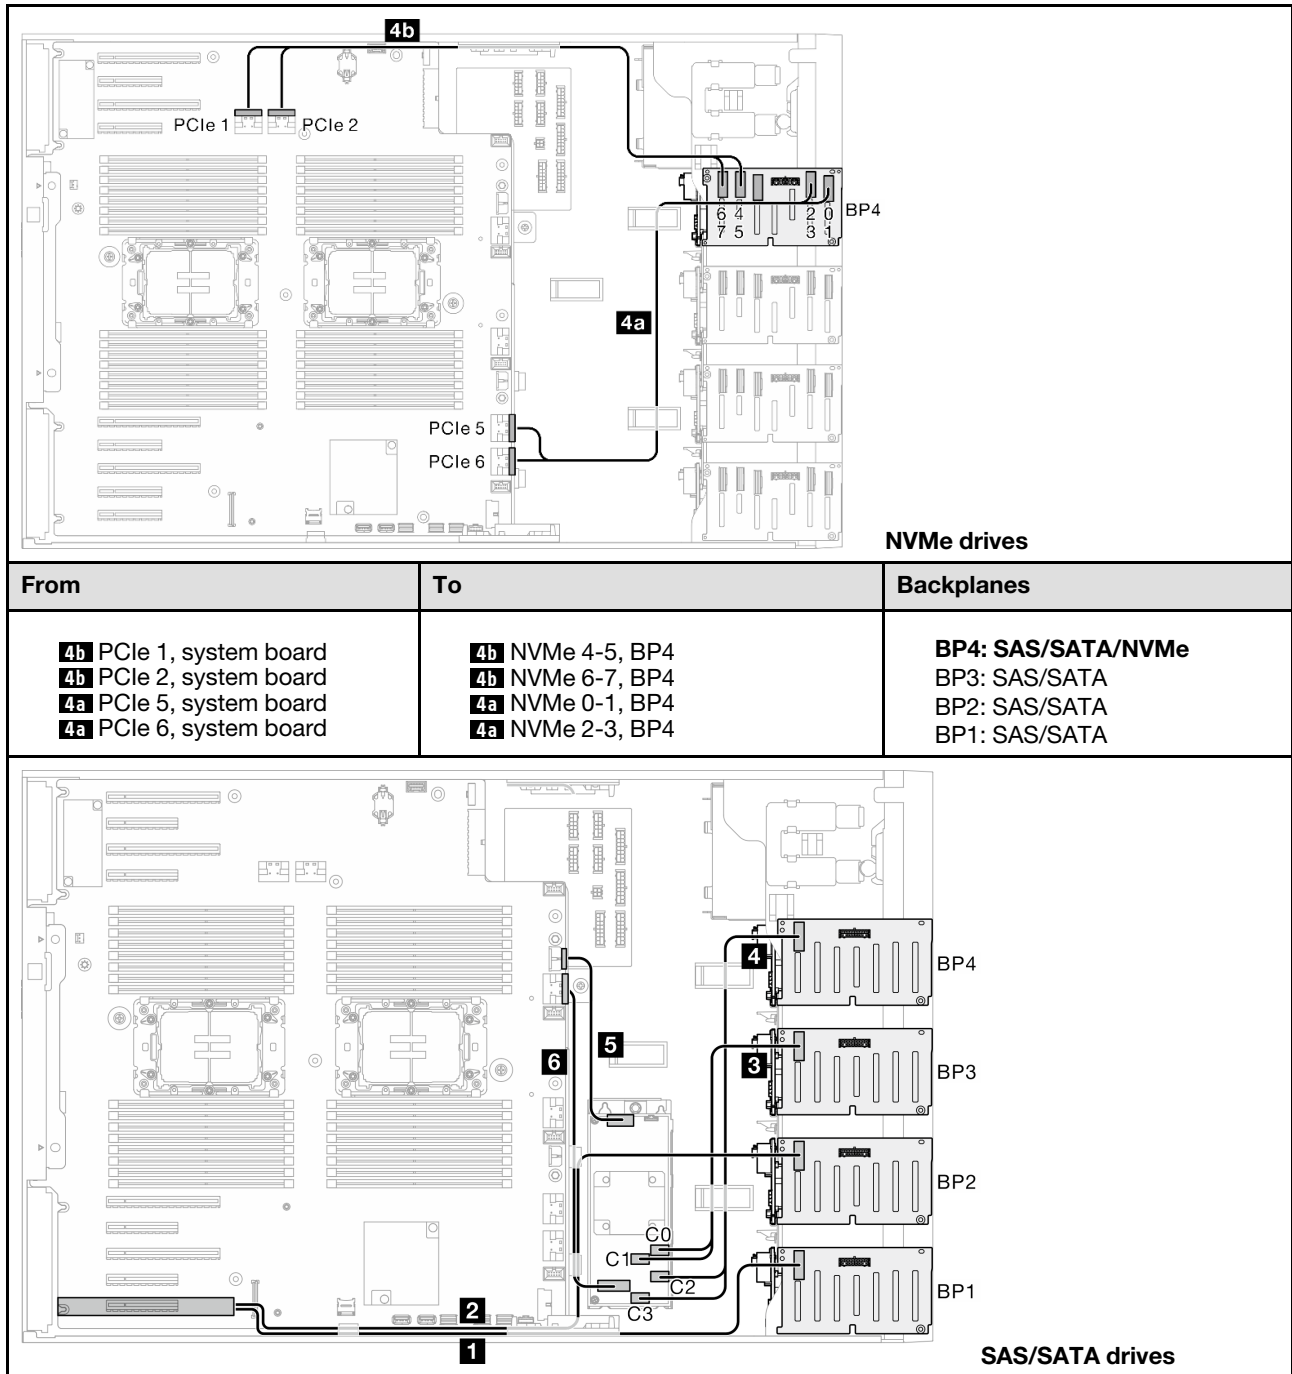 4b
PCIe 1
PCIe 2
6 4 2 0
7 5 3 1
BP4
4a
PCIe 5
PCIe 6
NVMe drives
From
To
Backplanes
4b PCIe 1, system board
4b PCIe 2, system board
4a PCIe 5, system board
4a PCIe 6, system board
4b NVMe 4-5, BP4
4b NVMe 6-7, BP4
4a NVMe 0-1, BP4
4a NVMe 2-3, BP4
BP4: SAS/SATA/NVMe
BP3: SAS/SATA
BP2: SAS/SATA
BP1: SAS/SATA
4
BP4
5
6
3
BP3
BP2
C0
C1
C2
C3
BP1
2
1
SAS/SATA drives